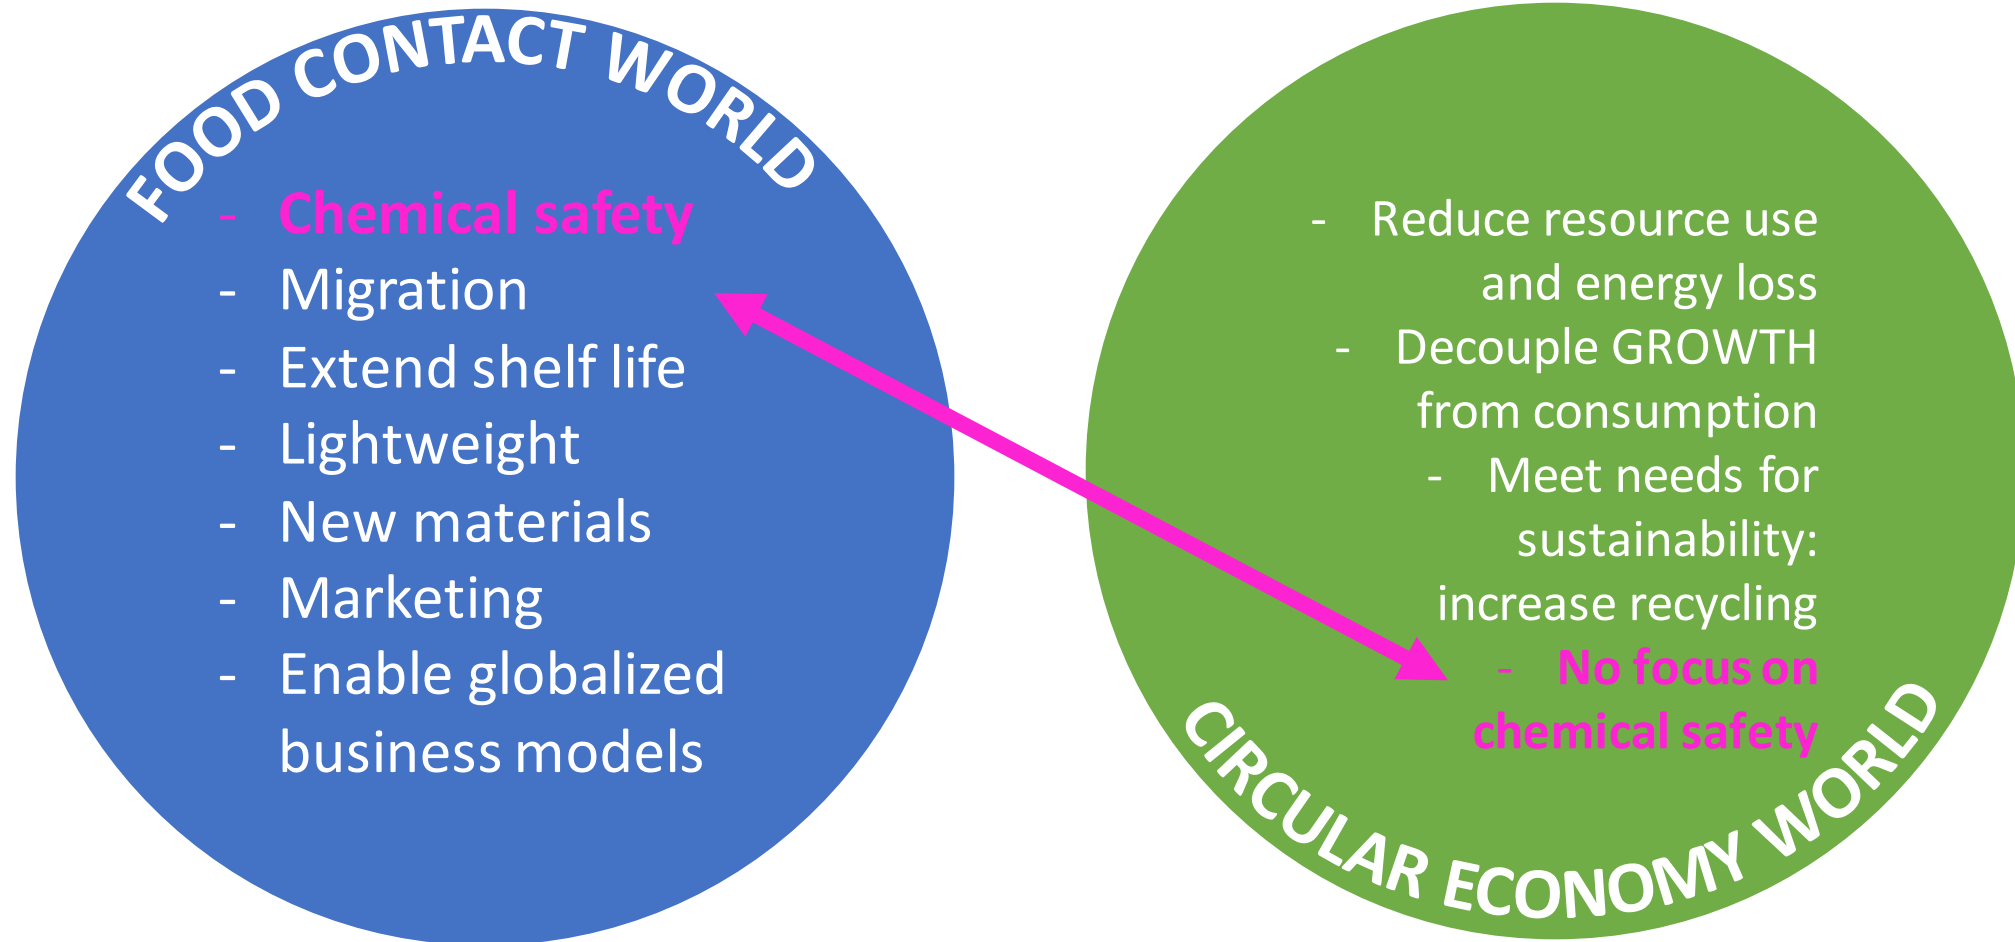 FOOD CONTACT WORLD
- Chemical safety
- Migration
- Extend shelf life
- Lightweight
- New materials
- Marketing
- Enable globalized
business models
- Reduce resource use
and energy loss
- Decouple GROWTH
from consumption
- Meet needs for
sustainability:
increase recycling
- No focus on
chemical safety
CIRCULAR ECONOMY WORLD